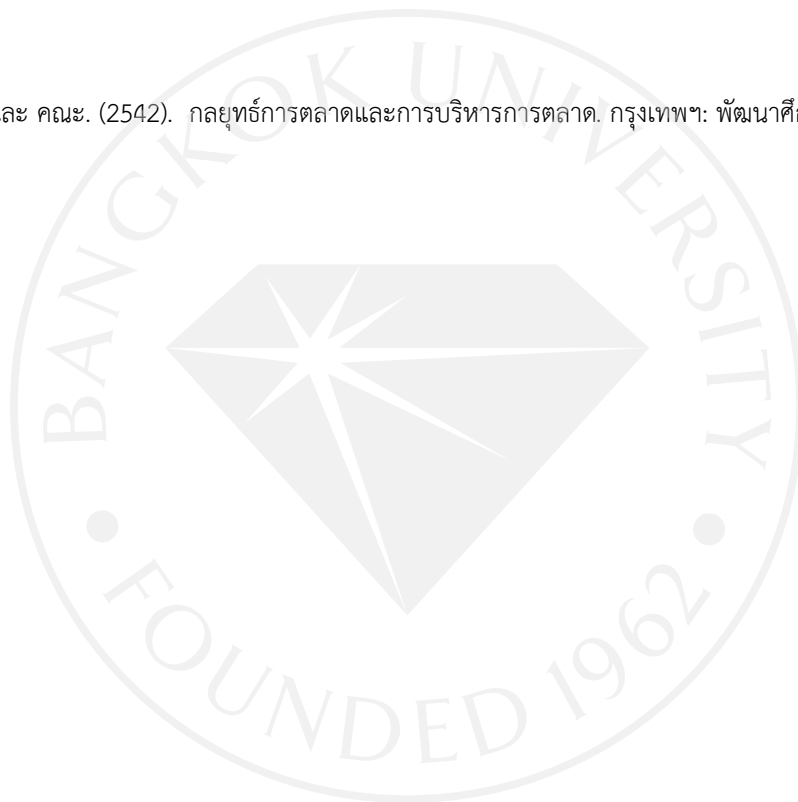 ละ คณะ. (2542). กลยุทธ์การตลาดและการบริหารการตลาด. กรุงเทพฯ: พัฒนาศึ
BANGKOK UNIVERSITY
• FOUNDED 1962 •